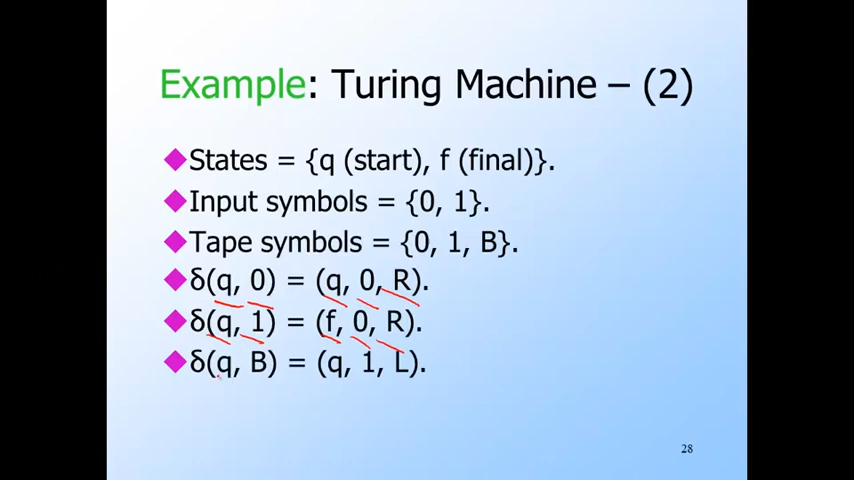 Example: Turing Machine – (2)
◆States = {q (start), f (final)}.
◆Input symbols = {0, 1}.
◆Tape symbols = {0, 1, B}.
◆δ(q, 0) = (q, 0, R).
◆δ(q, 1) = (f, 0, R).
◆δ(q, B) = (q, 1, L).
28